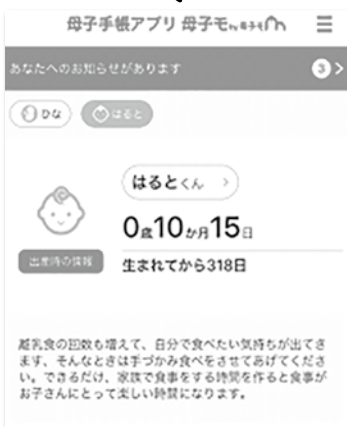 母子手帳アプリ 母子モ by 母子モ
あなたへのお知らせがあります 3 >
ひな はると
はるとくん >
0歳10か月15日
出産時の情報 生まれてから318日
離乳食の回数も増えて、自分で食べたい気持ちが出てき
ます、そんなときは手づかみ食べをさせてあげてくださ
い。できるだけ、家族で食事をする時間を作ると食事が
お子さんにとって楽しい時間になります。